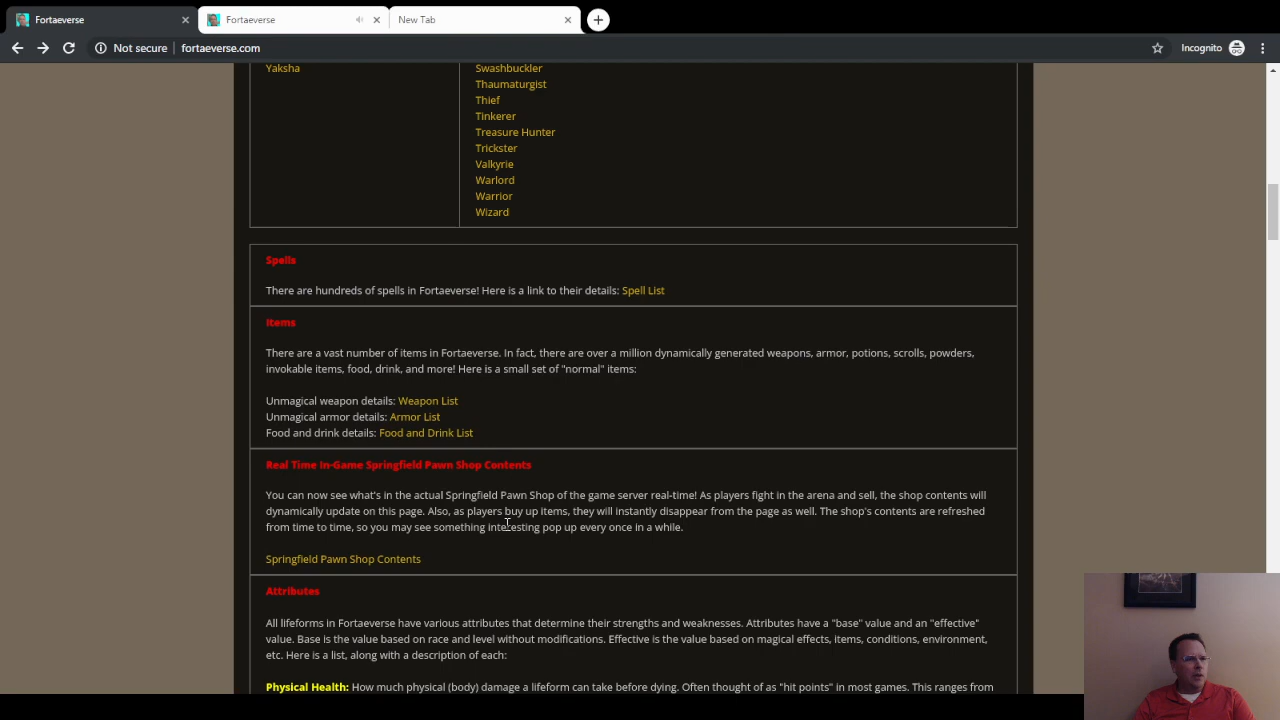 Fortaeverse
Fortaeverse
New Tab
Not secure
fortaeverse.com
Incognito
Yaksha
Swashbuckler
Thaumaturgist
Thief
Tinkerer
Treasure Hunter
Trickster
Valkyrie
Warlord
Warrior
Wizard
Spells
There are hundreds of spells in Fortaeverse! Here is a link to their details: Spell List
Items
There are a vast number of items in Fortaeverse. In fact, there are over a million dynamically generated weapons, armor, potions, scrolls, powders,
invokable items, food, drink, and more! Here is a small set of "normal" items:
Unmagical weapon details: Weapon List
Unmagical armor details: Armor List
Food and drink details: Food and Drink List
Real Time In-Game Springfield Pawn Shop Contents
You can now see what's in the actual Springfield Pawn Shop of the game server real-time! As players fight in the arena and sell, the shop contents will
dynamically update on this page. Also, as players buy up items, they will instantly disappear from the page as well. The shop's contents are refreshed
from time to time, so you may see something interesting pop up every once in a while.
Springfield Pawn Shop Contents
Attributes
All lifeforms in Fortaeverse have various attributes that determine their strengths and weaknesses. Attributes have a "base" value and an "effective"
value. Base is the value based on race and level without modifications. Effective is the value based on magical effects, items, conditions, environment,
etc. Here is a list, along with a description of each:
Physical Health: How much physical (body) damage a lifeform can take before dying. Often thought of as "hit points" in most games. This ranges from